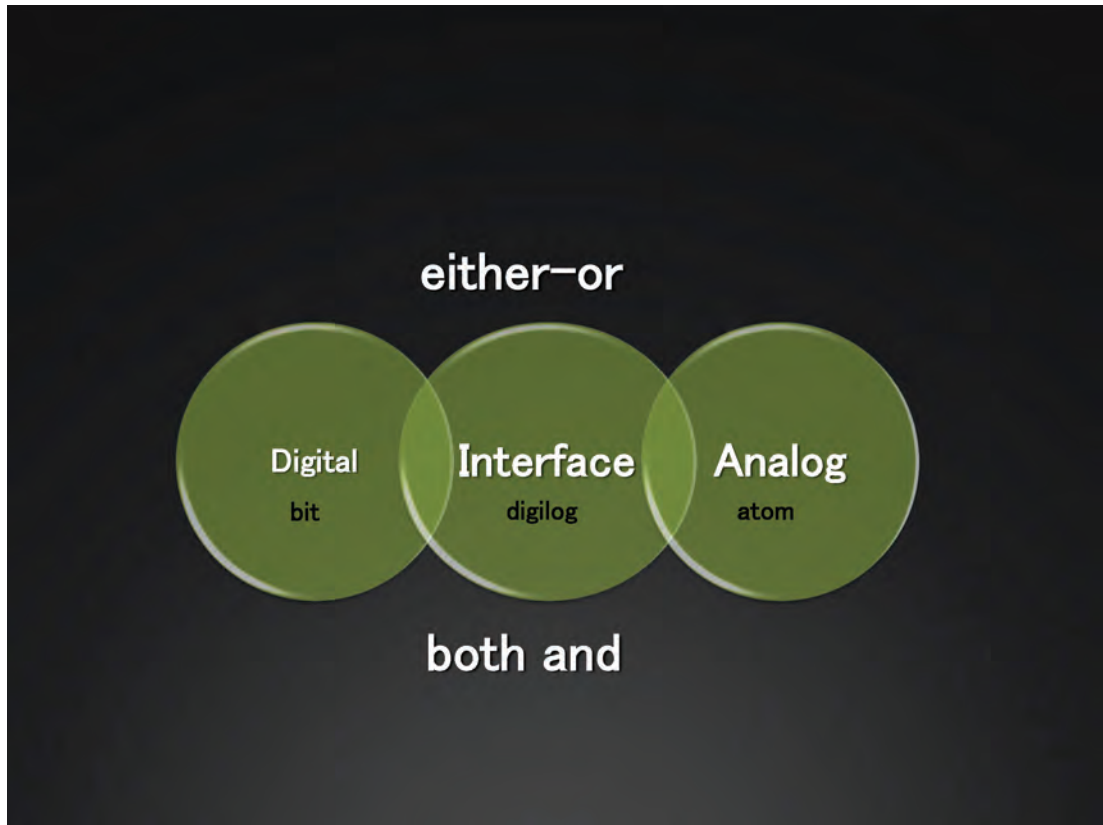 either-or
Digital Interface Analog
bit digilog atom
both and